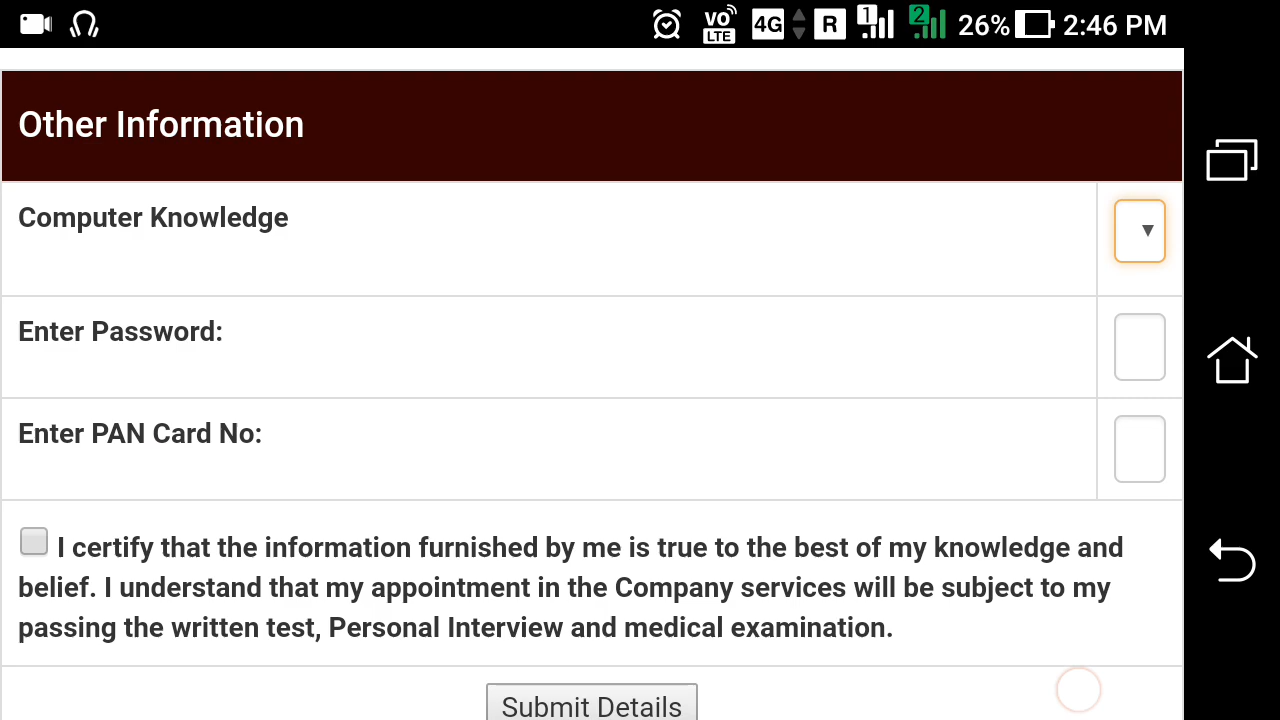 VO LTE 4G R 1 2 26% 2:46 PM
Other Information
Computer Knowledge
Enter Password:
Enter PAN Card No:
I certify that the information furnished by me is true to the best of my knowledge and
belief. I understand that my appointment in the Company services will be subject to my
passing the written test, Personal Interview and medical examination.
Submit Details